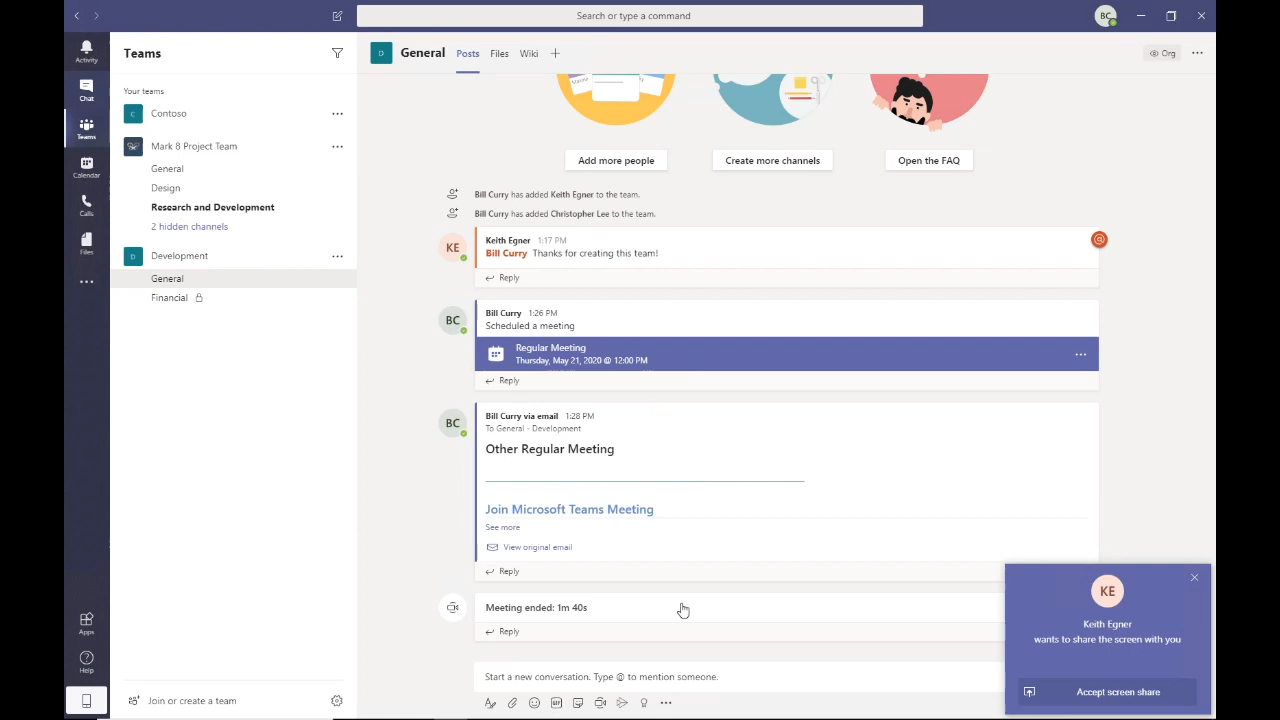 Search or type a command
BC
Activity
Chat
Teams
Calendar
Calls
Files
Apps
Help
Teams
Your teams
C Contoso
Mark 8 Project Team
General
Design
Research and Development
2 hidden channels
D Development
General
Financial
Join or create a team
D General Posts Files Wiki
Org
Add more people Create more channels Open the FAQ
Bill Curry has added Keith Egner to the team.
Bill Curry has added Christopher Lee to the team.
KE
Keith Egner 1:17 PM
Bill Curry Thanks for creating this team!
Reply
BC
Bill Curry 1:26 PM
Scheduled a meeting
Regular Meeting
Thursday, May 21, 2020 @ 12:00 PM
Reply
BC
Bill Curry via email 1:28 PM
To General - Development
Other Regular Meeting
Join Microsoft Teams Meeting
See more
View original email
Reply
Meeting ended: 1m 40s
Reply
Start a new conversation. Type @ to mention someone.
GIF
KE
Keith Egner
wants to share the screen with you
Accept screen share